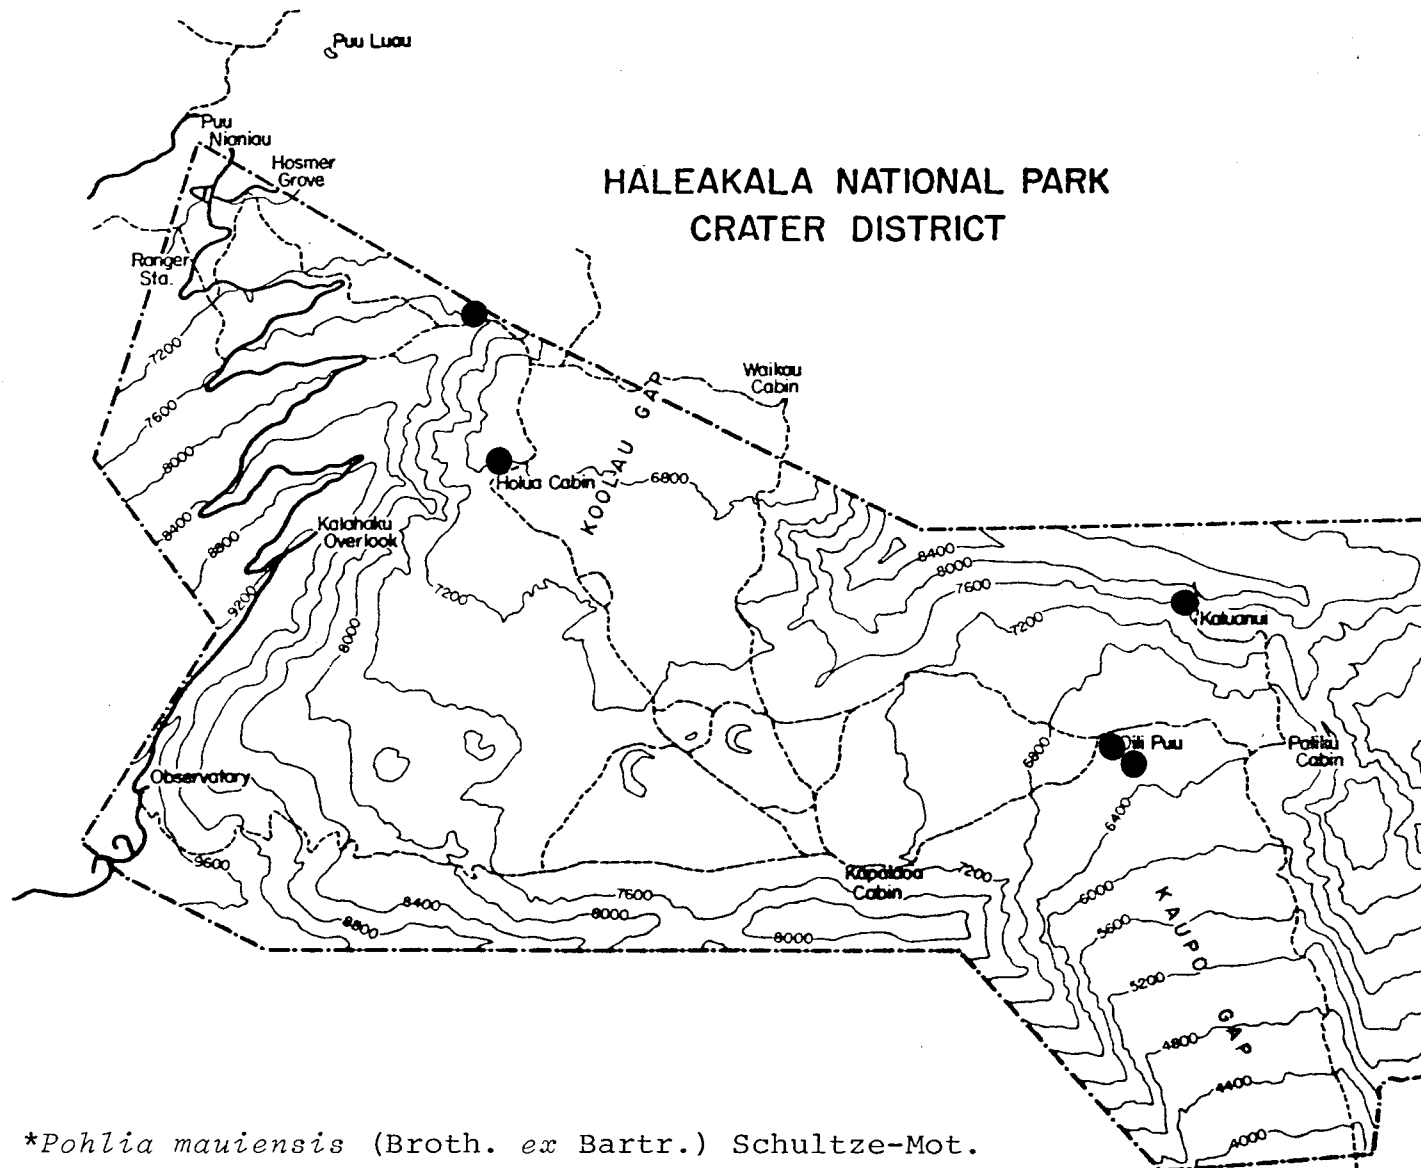 Puu Luau
Puu
Nianiau
Hosmer
Grove
HALEAKALA NATIONAL PARK
CRATER DISTRICT
Ranger
Sta.
7200
Waikau
Cabin
7600
KOOLAU GAP
8000
Holua Cabin
6800
8400
Kalahaku
Overlook
8800
8400
8000
7600
9200
7200
7200
Kaluanui
8000
6800
Oili Puu
Paliku
Cabin
Observatary
6400
9600
Kapalaoa
Cabin
7200
7600
6000
8400
8000
8800
8000
5600
KAUPO GAP
5200
4800
4400
4000
*Pohlia mauiensis (Broth. ex Bartr.) Schultze-Mot.